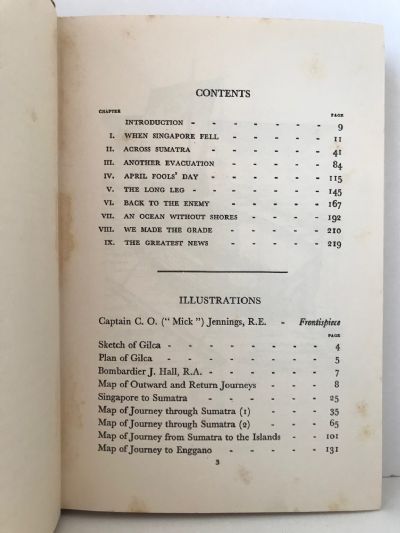 CONTENTS
CHAPTER PAGE
INTRODUCTION - - - - - - 9
I. WHEN SINGAPORE FELL - - - - - 11
II. ACROSS SUMATRA - - - - - - 41
III. ANOTHER EVACUATION - - - - - 84
IV. APRIL FOOLS' DAY - - - - - - 115
V. THE LONG LEG - - - - - - 145
VI. BACK TO THE ENEMY - - - - - 167
VII. AN OCEAN WITHOUT SHORES - - - - 192
VIII. WE MADE THE GRADE - - - - - 210
IX. THE GREATEST NEWS - - - - - 219
ILLUSTRATIONS
Captain C. O. (" Mick ") Jennings, R.E. - Frontispiece
PAGE
Sketch of Gilca - - - - - - - 4
Plan of Gilca - - - - - - - 5
Bombardier J. Hall, R.A. - - - - - 7
Map of Outward and Return Journeys - - - 8
Singapore to Sumatra - - - - - - 25
Map of Journey through Sumatra (1) - - - 35
Map of Journey through Sumatra (2) - - - 65
Map of Journey from Sumatra to the Islands - - 101
Map of Journey to Enggano - - - - 131
3